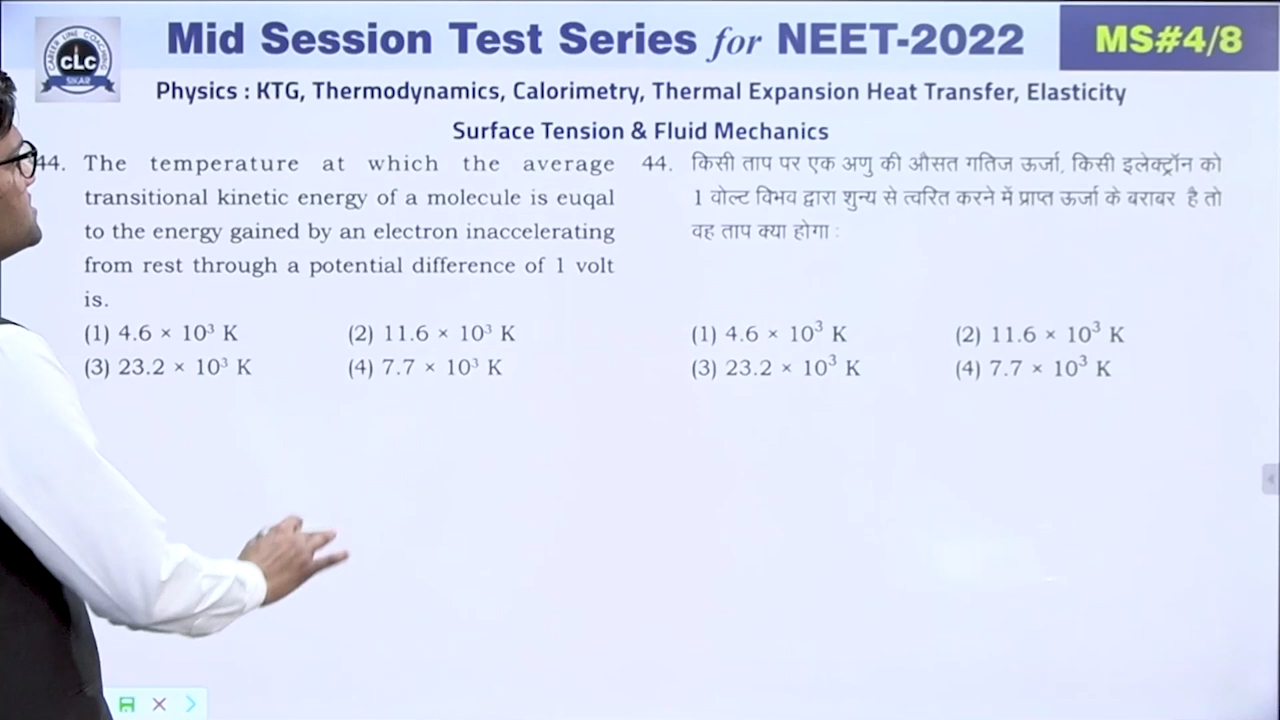 Mid Session Test Series for NEET-2022
MS#4/8
CAREER LINE COACHING
cLc
SIKAR
Physics : KTG, Thermodynamics, Calorimetry, Thermal Expansion Heat Transfer, Elasticity
Surface Tension & Fluid Mechanics
44. The temperature at which the average
transitional kinetic energy of a molecule is euqal
to the energy gained by an electron inaccelerating
from rest through a potential difference of 1 volt
is.
(1) 4.6 × 10³ K (2) 11.6 × 10³ K
(3) 23.2 × 10³ K (4) 7.7 × 10³ K
44. किसी ताप पर एक अणु की औसत गतिज ऊर्जा, किसी इलेक्ट्रॉन को
1 वोल्ट विभव द्वारा शुन्य से त्वरित करने में प्राप्त ऊर्जा के बराबर है तो
वह ताप क्या होगा :
(1) 4.6 × 10³ K (2) 11.6 × 10³ K
(3) 23.2 × 10³ K (4) 7.7 × 10³ K